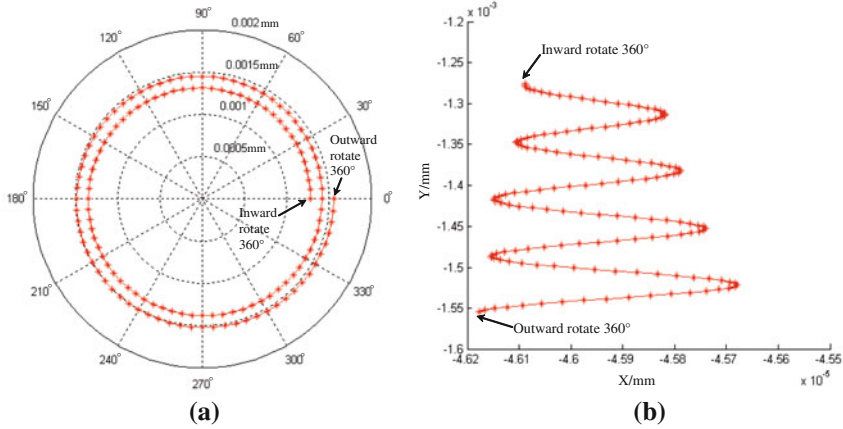 90°
0.002mm
120°
60°
0.0015mm
150°
30°
0.001
Outward
rotate
360°
0.0005mm
180°
0°
Inward
rotate
360°
210°
330°
240°
300°
270°
(a)
× 10⁻³
-1.2
-1.25
-1.3
-1.35
-1.4
-1.45
-1.5
-1.55
-1.6
Y/mm
Inward rotate 360°
Outward rotate 360°
-4.62 -4.61 -4.6 -4.59 -4.58 -4.57 -4.56 -4.55
X/mm
× 10⁻⁵
(b)